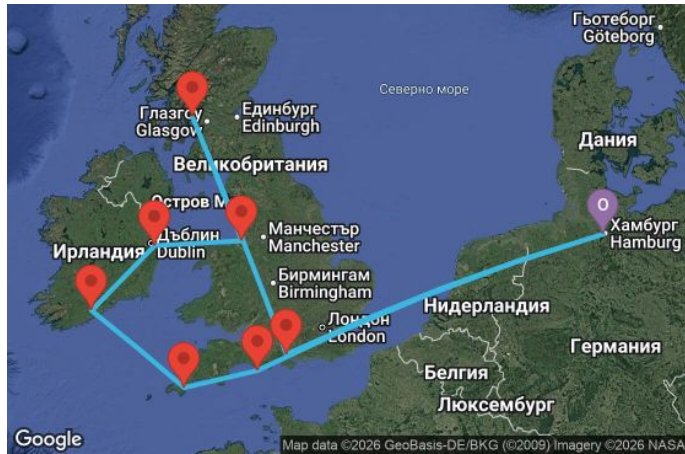 Гьотеборг
Göteborg
Северно море
Глазгоу
Glasgow
Единбург
Edinburgh
Дания
Великобритания
Остров М
Хамбург
Hamburg
Манчестър
Manchester
Дъблин
Dublin
Ирландия
Бирмингам
Birmingham
Нидерландия
Лондон
London
Германия
Белгия
Люксембург
Google
Map data ©2026 GeoBasis-DE/BKG (©2009) Imagery ©2026 NASA
O